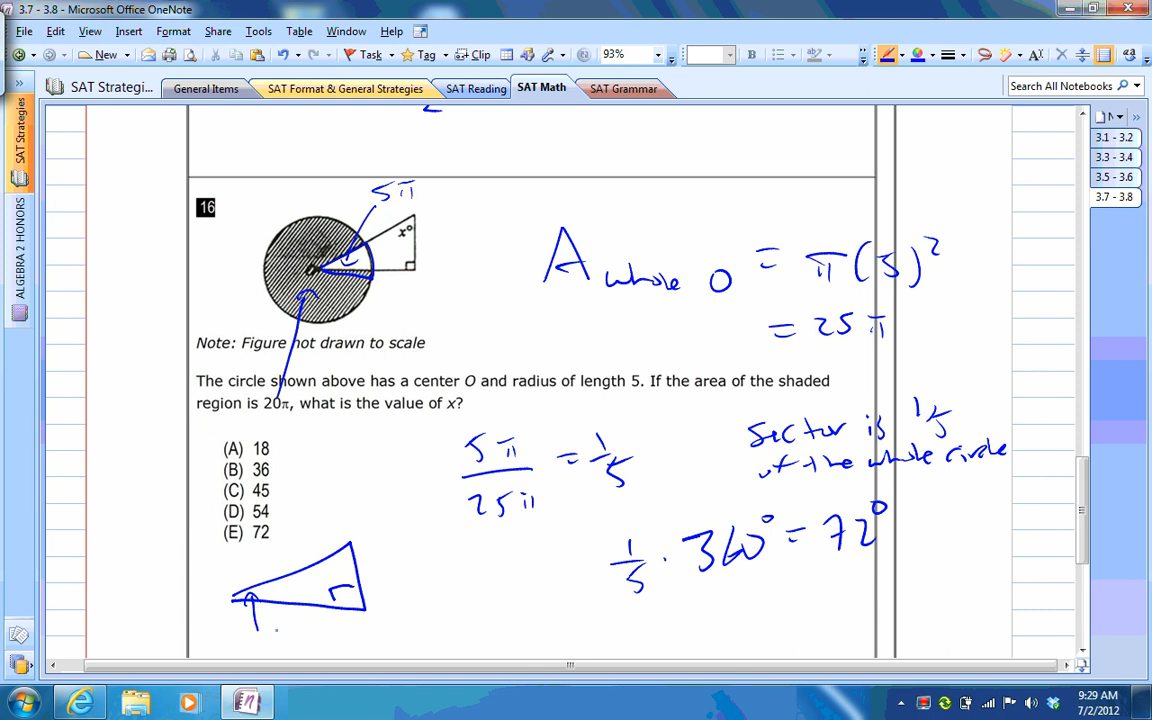 3.7 - 3.8 - Microsoft Office OneNote
File Edit View Insert Format Share Tools Table Window Help
New Task Tag Clip 93% B ab A
SAT Strategi... General Items SAT Format & General Strategies SAT Reading SAT Math SAT Grammar Search All Notebooks
SAT Strategies
ALGEBRA 2 HONORS
N
3.1 - 3.2
3.3 - 3.4
3.5 - 3.6
3.7 - 3.8
2
16
5π
x°
O
A whole O = π(5)²
= 25π
Note: Figure not drawn to scale
The circle shown above has a center O and radius of length 5. If the area of the shaded
region is 20π, what is the value of x?
(A) 18
(B) 36
(C) 45
(D) 54
(E) 72
5π/25π = 1/5
sector is 1/5
of the whole circle
1/5 · 360° = 72°
9:29 AM
7/2/2012